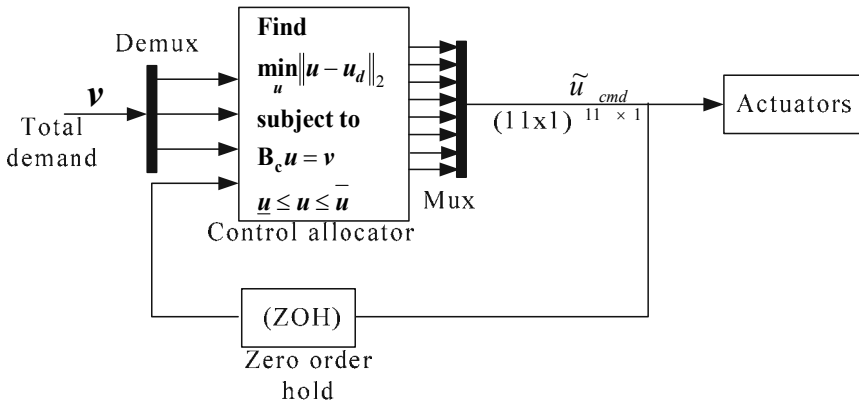 Demux
v
Total
demand
Find
min ‖u − u_d‖₂
u
subject to
B_c u = v
u̲ ≤ u ≤ u̅
Control allocator
Mux
ũ cmd
(11x1) 11 × 1
Actuators
(ZOH)
Zero order
hold